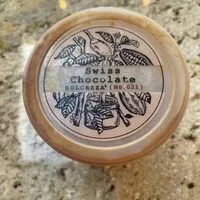 Swiss
Chocolate
DOLCEZZA (No. 021)